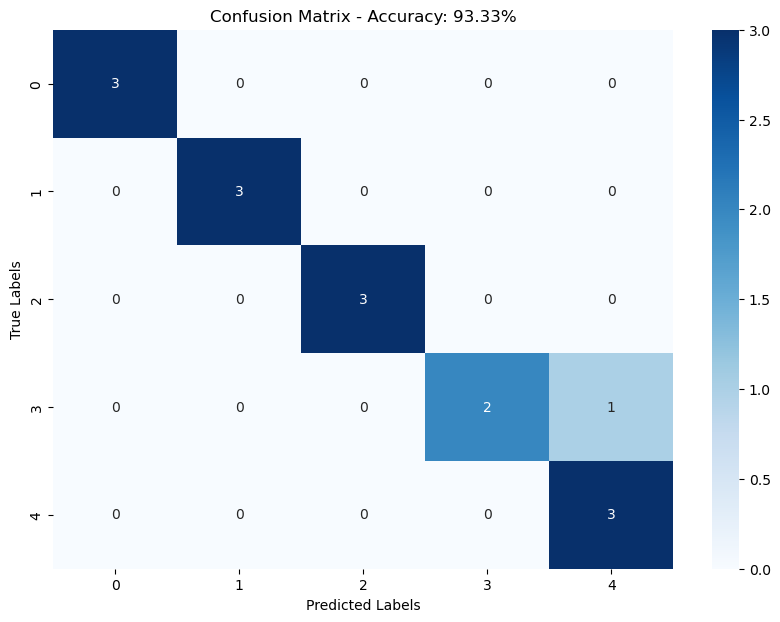 Confusion Matrix - Accuracy: 93.33%
True Labels
0 3 0 0 0 0
1 0 3 0 0 0
2 0 0 3 0 0
3 0 0 0 2 1
4 0 0 0 0 3
0 1 2 3 4
Predicted Labels
3.0
2.5
2.0
1.5
1.0
0.5
0.0